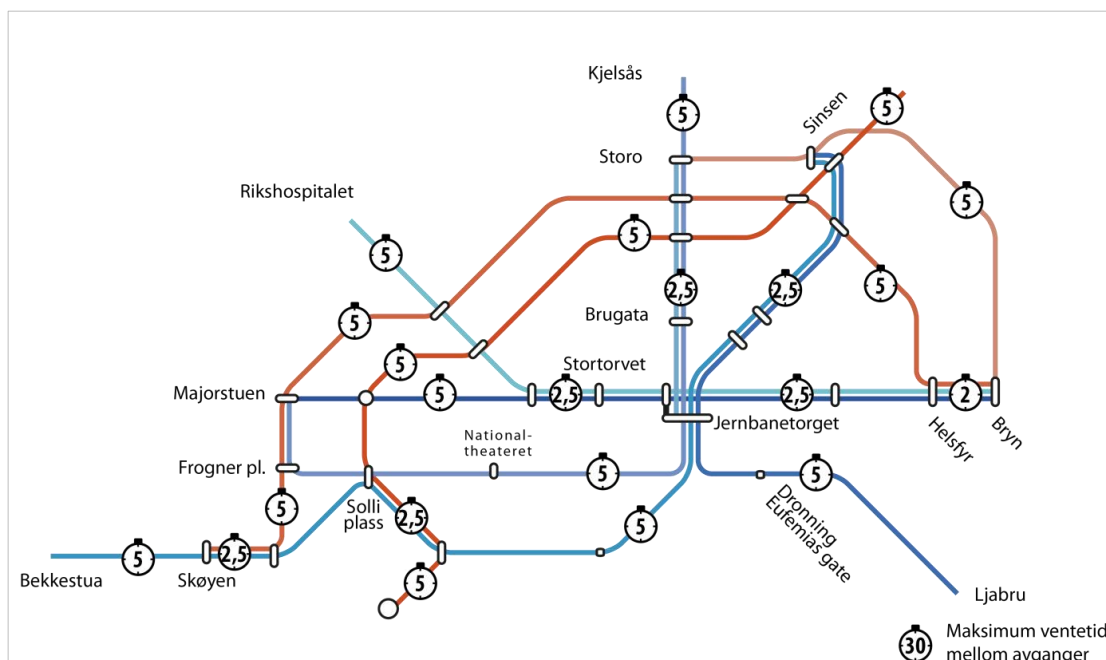 Kjelsås
5
5
Sinsen
Storo
Rikshospitalet
5
5
5
2,5
2,5
5
Brugata
5
Stortorvet
5
Majorstuen
5
2,5
2,5
2
Jernbanetorget
Helsfyr
Bryn
National-
theateret
Frogner pl.
5
5
Dronning
Eufemias gate
5
Solli
plass
2,5
5
2,5
5
Bekkestua
Skøyen
5
Ljabru
30
Maksimum ventetid
mellom avganger